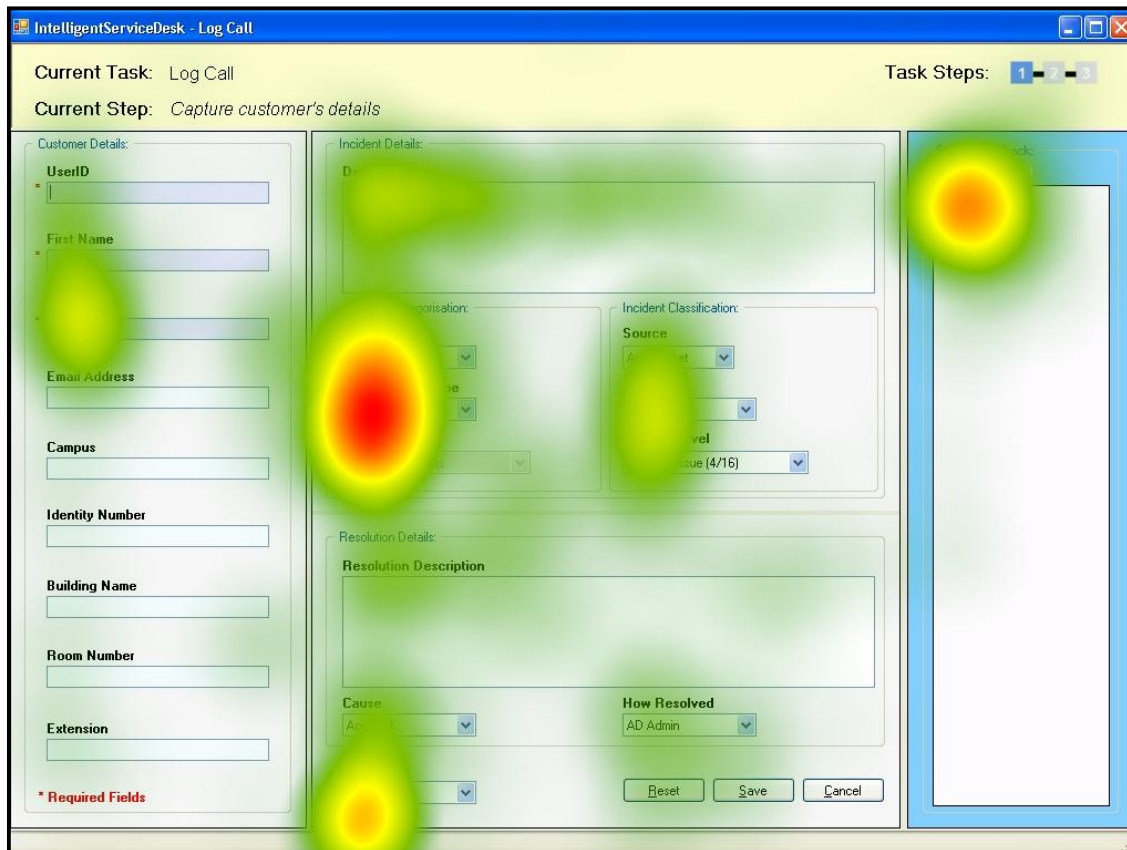 IntelligentServiceDesk - Log Call
Current Task: Log Call
Task Steps: 1 2 3
Current Step: Capture customer's details
Customer Details:
UserID
*
First Name
*
*
Email Address
Campus
Identity Number
Building Name
Room Number
Extension
* Required Fields
Incident Details:
Incident Classification:
Source
(4/16)
Resolution Details:
Resolution Description
Cause
How Resolved
AD Admin
Reset
Save
Cancel